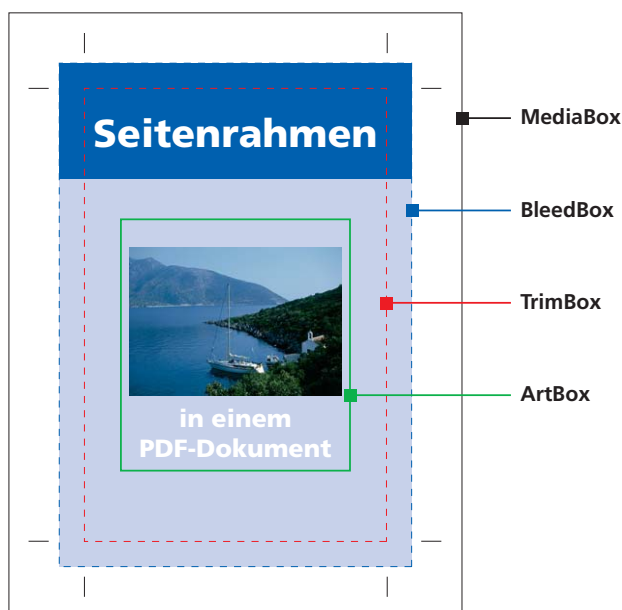 Seitenrahmen
in einem
PDF-Dokument
MediaBox
BleedBox
TrimBox
ArtBox